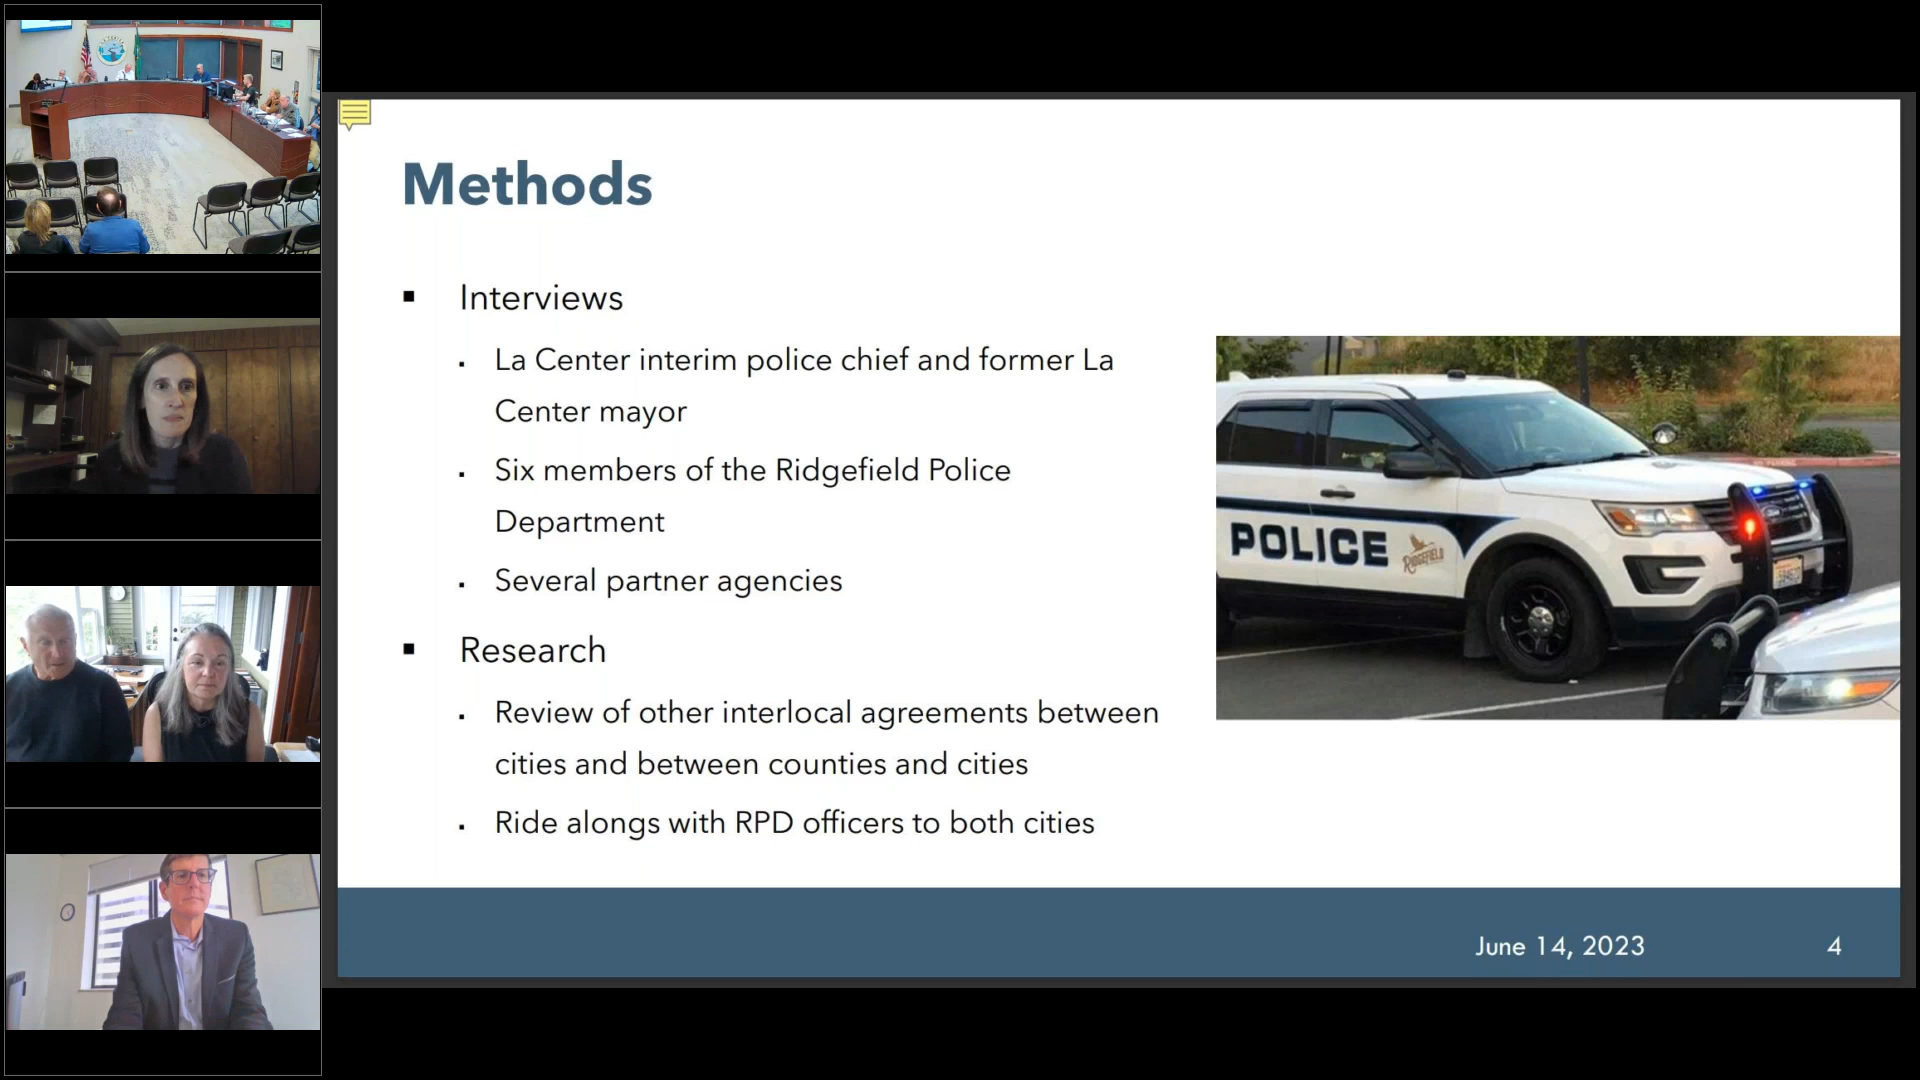 Methods
Interviews
La Center interim police chief and former La
Center mayor
Six members of the Ridgefield Police
Department
Several partner agencies
Research
Review of other interlocal agreements between
cities and between counties and cities
Ride alongs with RPD officers to both cities
POLICE
RIDGEFIELD
June 14, 2023
4